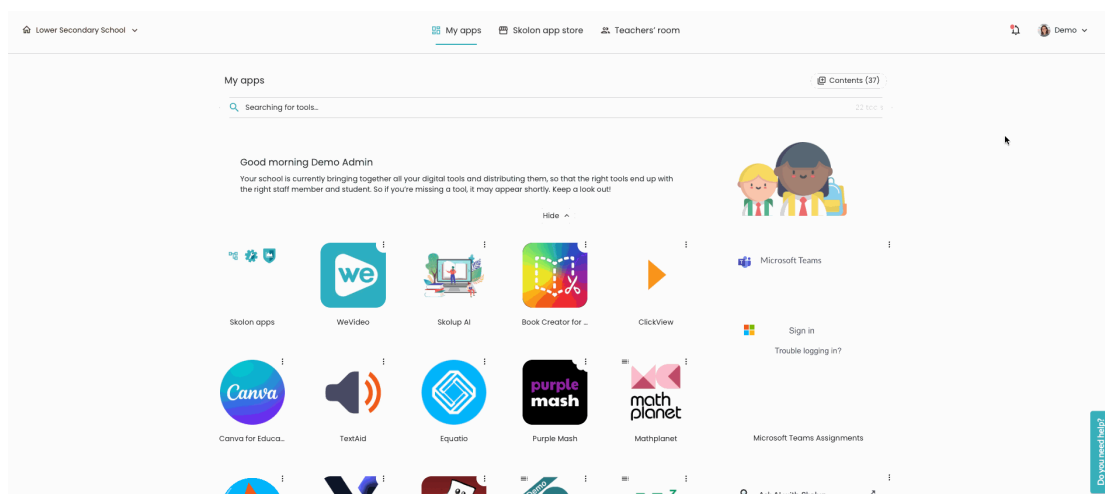 Lower Secondary School
My apps
Skolon app store
Teachers' room
Demo
My apps
Contents (37)
Searching for tools...
Good morning Demo Admin
Your school is currently bringing together all your digital tools and distributing them, so that the right tools end up with
the right staff member and student. So if you're missing a tool, it may appear shortly. Keep a look out!
Hide
we
Microsoft Teams
Skolon apps
WeVideo
Skolup AI
Book Creator for ...
ClickView
Sign in
Trouble logging in?
Canva
purple
mash
math
planet
Canva for Educa...
TextAid
Equatio
Purple Mash
Mathplanet
Microsoft Teams Assignments
Do you need help?
Demo